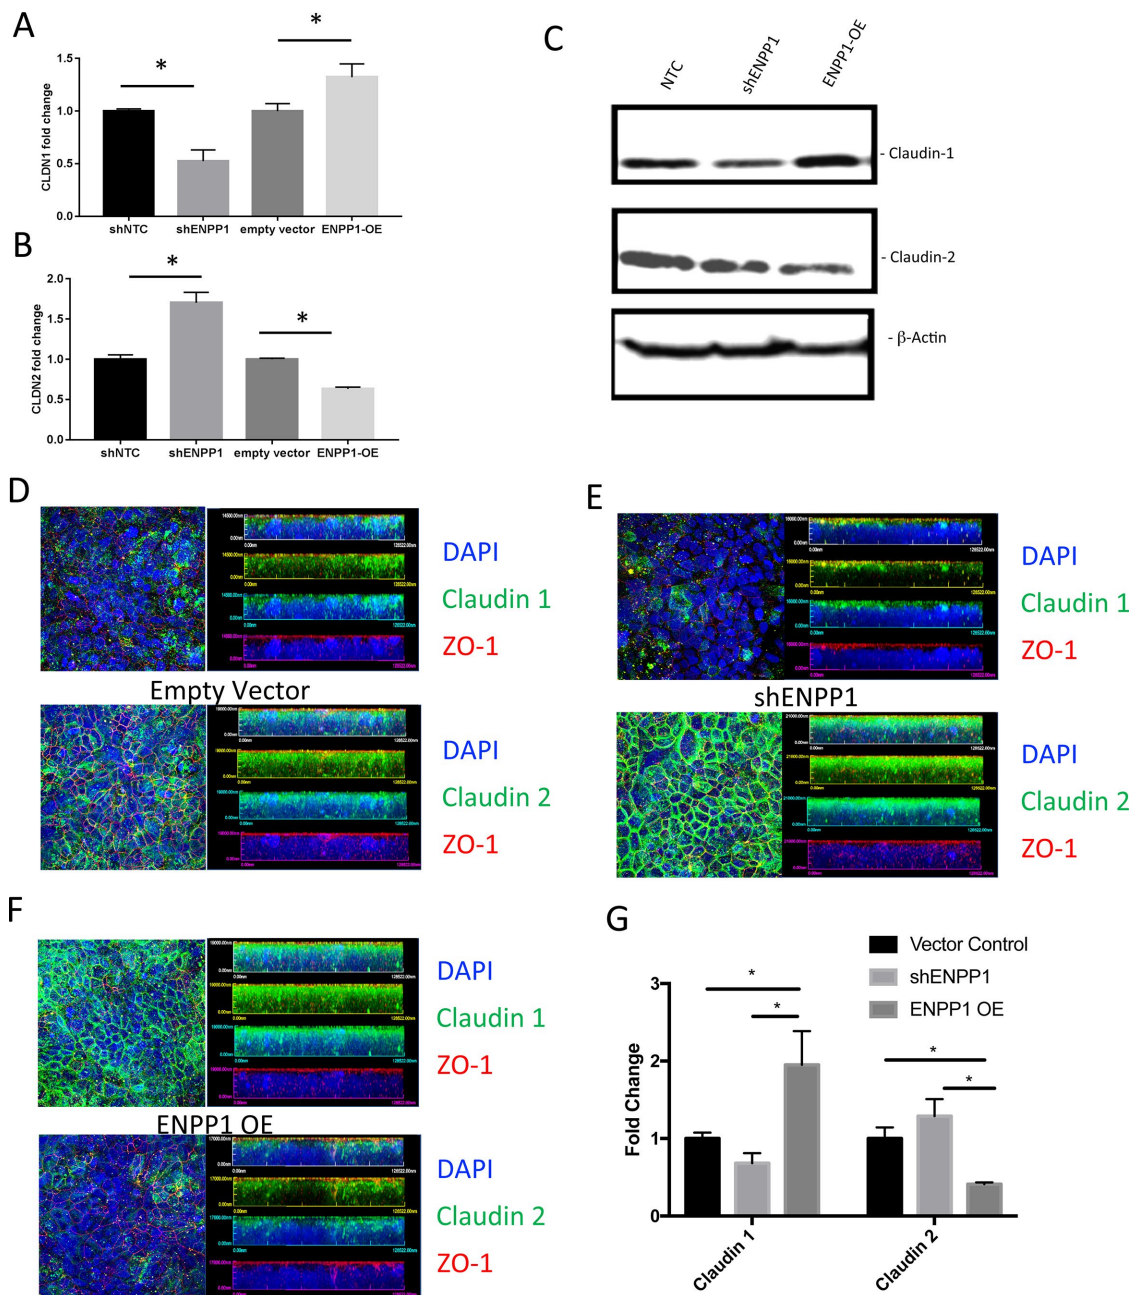 A
*
*
1.5
1.0
0.5
0.0
CLDN1 fold change
shNTC
shENPP1
empty vector
ENPP1-OE
B
*
*
2.0
1.5
1.0
0.5
0.0
CLDN2 fold change
shNTC
shENPP1
empty vector
ENPP1-OE
C
NTC
shENPP1
ENPP1-OE
- Claudin-1
- Claudin-2
- β-Actin
D
DAPI
Claudin 1
ZO-1
Empty Vector
DAPI
Claudin 2
ZO-1
E
DAPI
Claudin 1
ZO-1
shENPP1
DAPI
Claudin 2
ZO-1
F
DAPI
Claudin 1
ZO-1
ENPP1 OE
DAPI
Claudin 2
ZO-1
G
Vector Control
shENPP1
ENPP1 OE
*
*
*
*
3
2
1
0
Fold Change
Claudin 1
Claudin 2